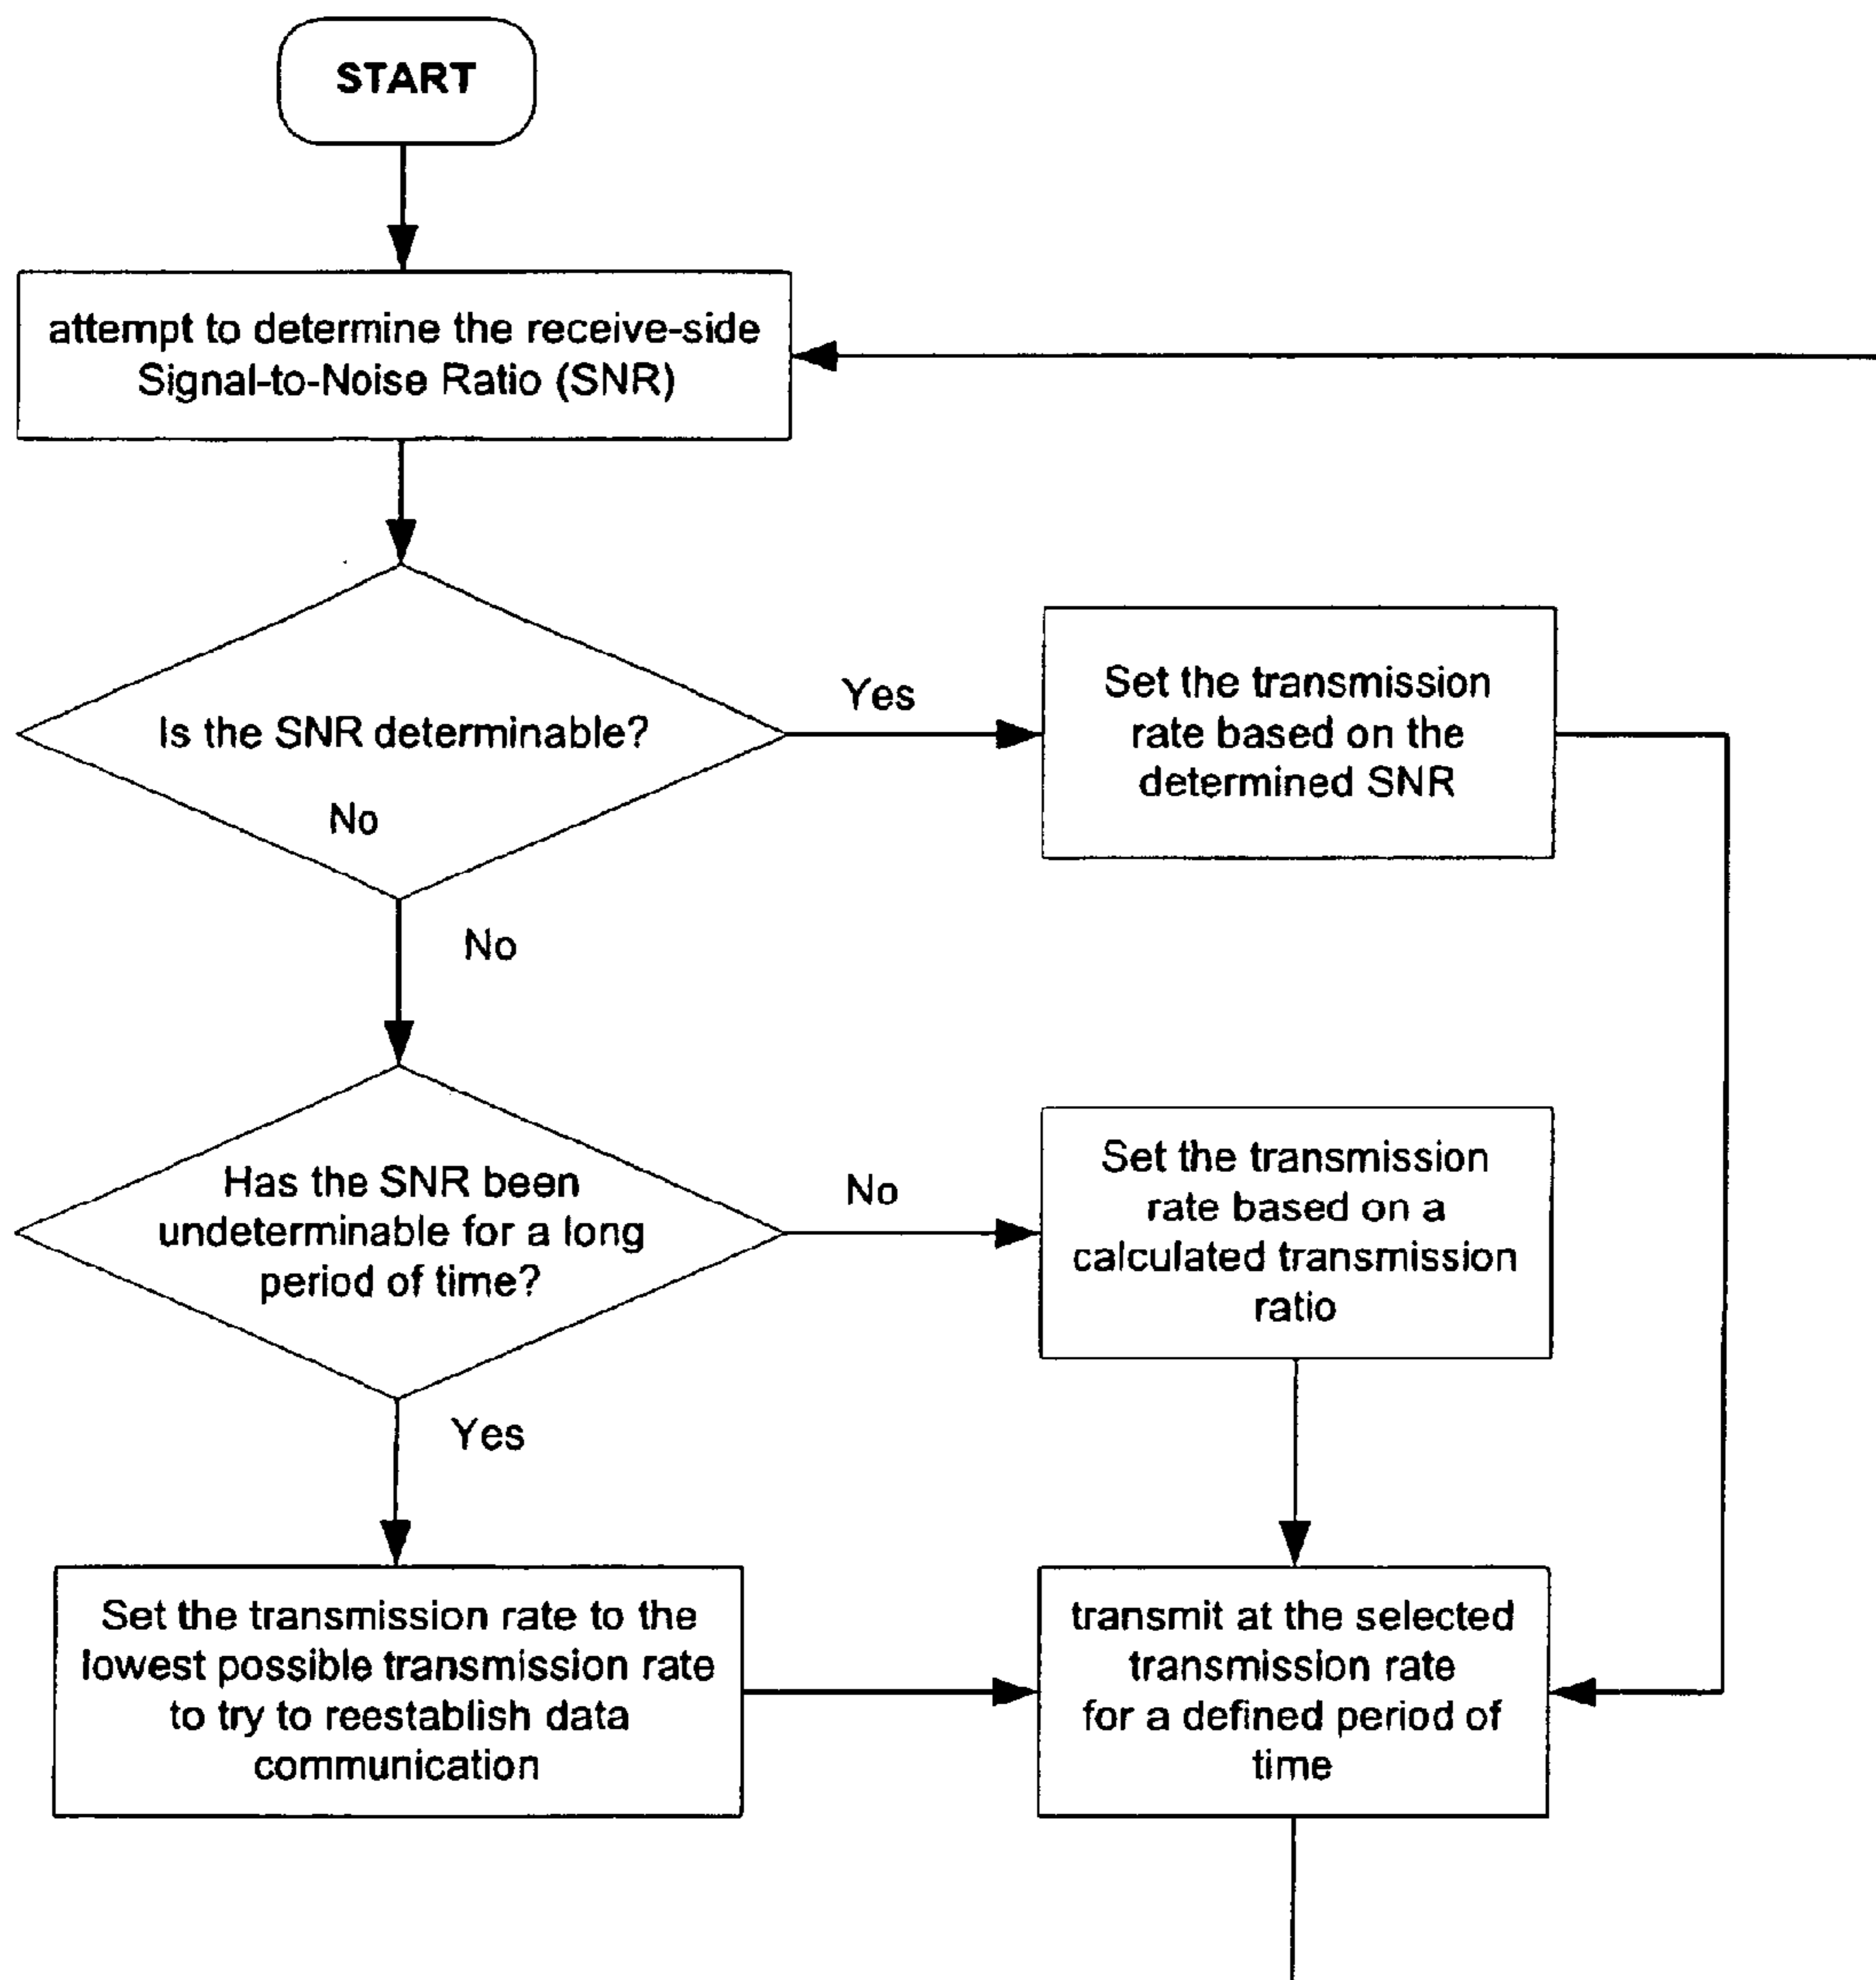 START
attempt to determine the receive-side
Signal-to-Noise Ratio (SNR)
Is the SNR determinable?
No
Yes
Set the transmission
rate based on the
determined SNR
No
Has the SNR been
undeterminable for a long
period of time?
No
Set the transmission
rate based on a
calculated transmission
ratio
Yes
Set the transmission rate to the
lowest possible transmission rate
to try to reestablish data
communication
transmit at the selected
transmission rate
for a defined period of
time